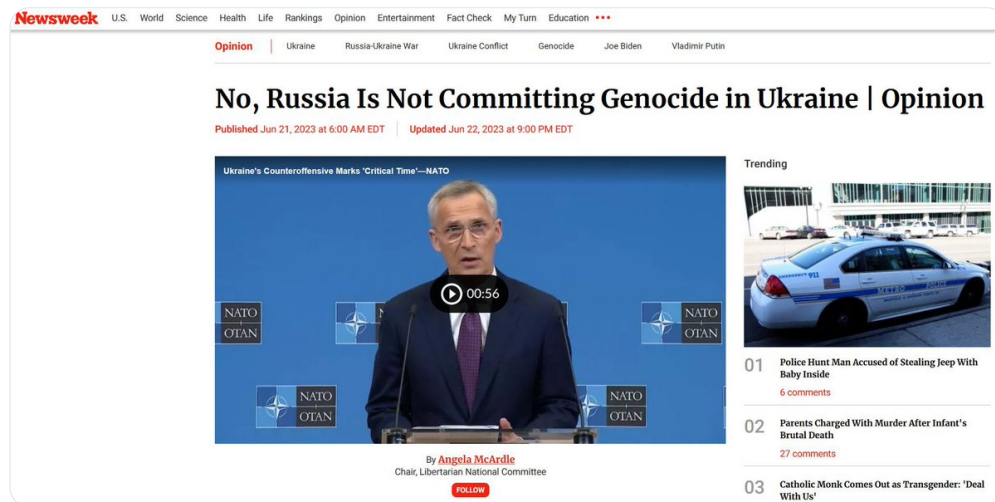 Newsweek U.S. World Science Health Life Rankings Opinion Entertainment Fact Check My Turn Education
Opinion Ukraine Russia-Ukraine War Ukraine Conflict Genocide Joe Biden Vladimir Putin
No, Russia Is Not Committing Genocide in Ukraine | Opinion
Published Jun 21, 2023 at 6:00 AM EDT Updated Jun 22, 2023 at 9:00 PM EDT
Ukraine's Counteroffensive Marks 'Critical Time'—NATO
00:56
NATO
OTAN
NATO
OTAN
NATO
OTAN
NATO
OTAN
By Angela McArdle
Chair, Libertarian National Committee
FOLLOW
Trending
EMERGENCY 911
METRO POLICE
01 Police Hunt Man Accused of Stealing Jeep With
Baby Inside
6 comments
02 Parents Charged With Murder After Infant's
Brutal Death
27 comments
03 Catholic Monk Comes Out as Transgender: 'Deal
With Us'